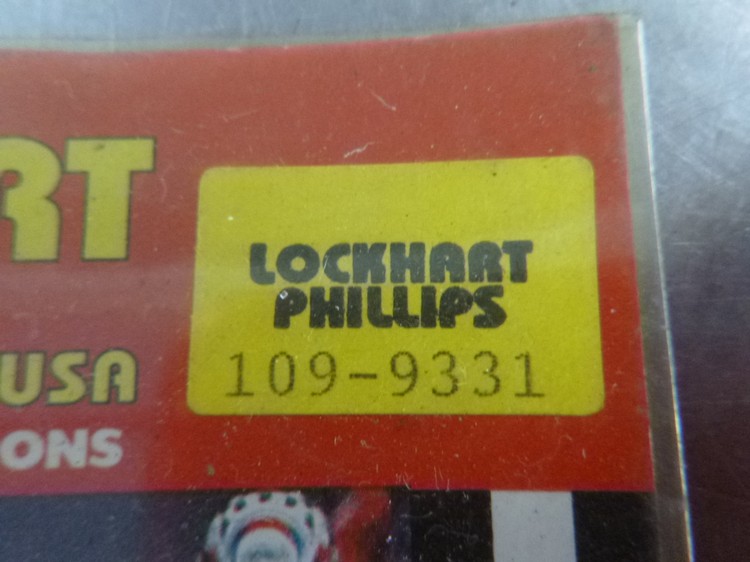 RT
LOCKHART
PHILLIPS
109-9331
USA
ONS